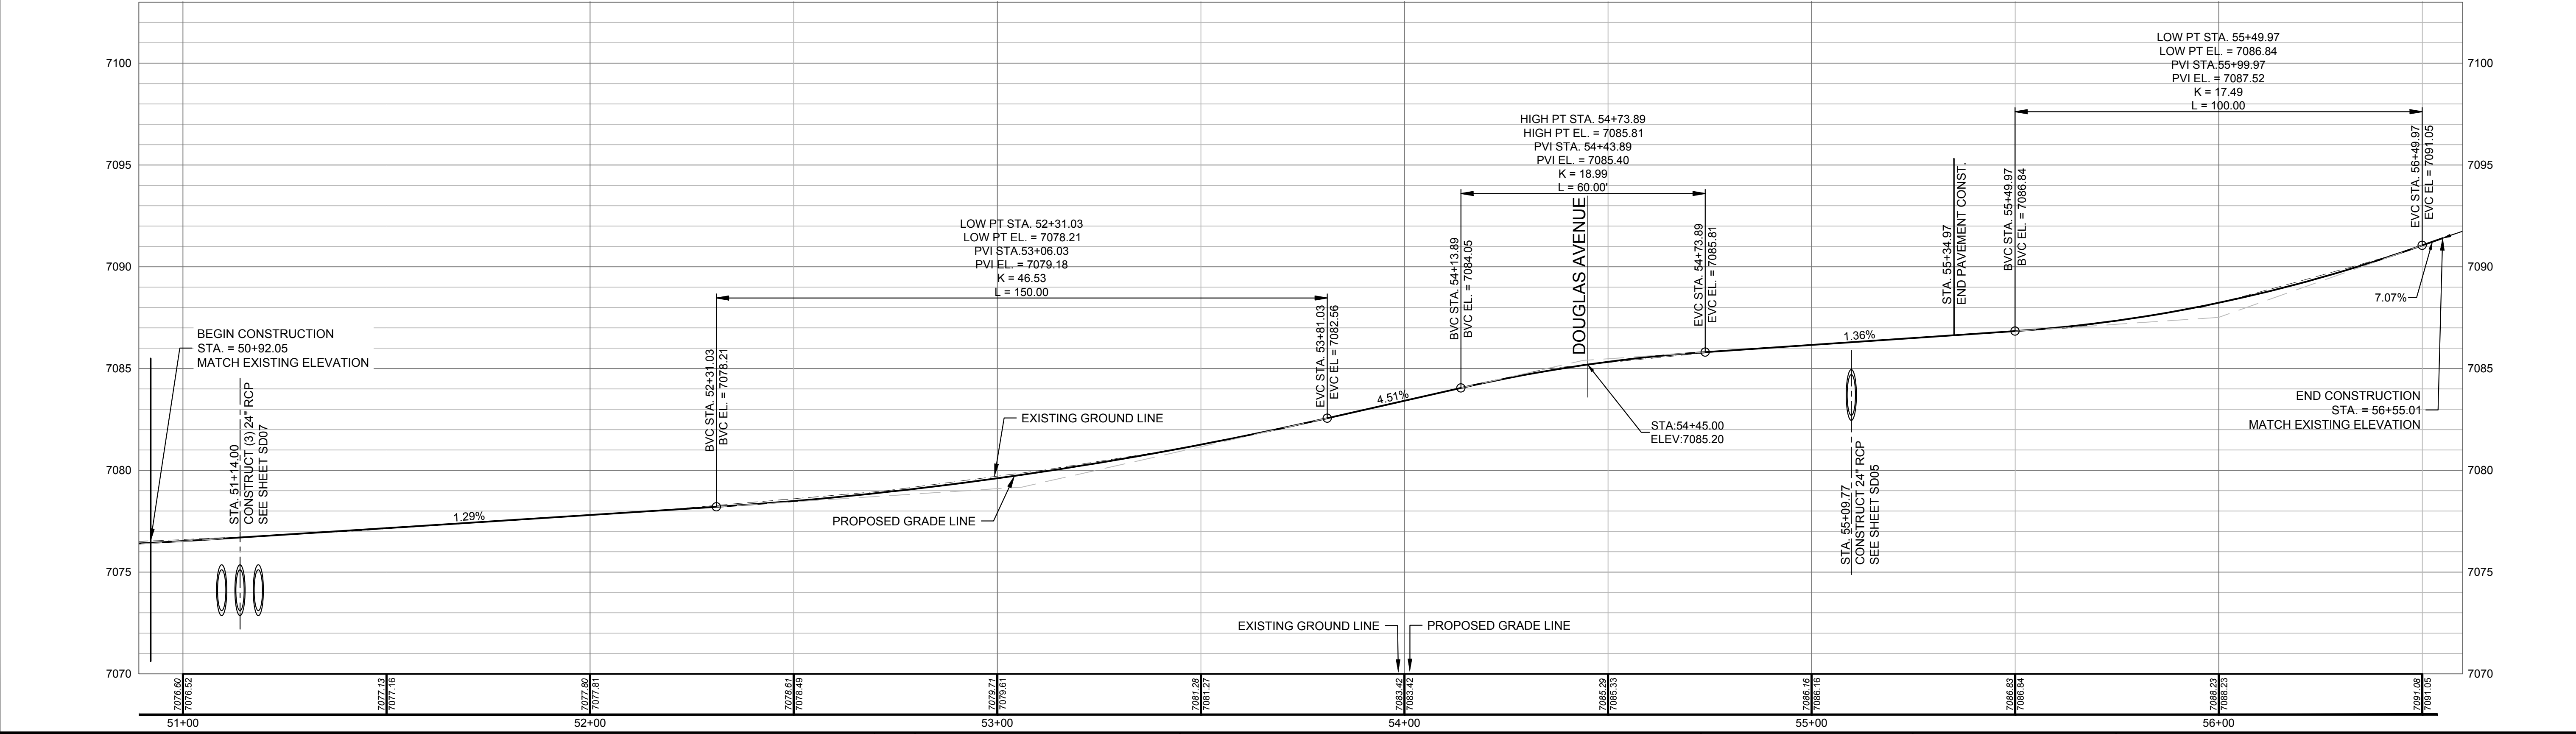 LOW PT STA. 55+49.97
LOW PT EL. = 7086.84
PVI STA.55+99.97
PVI EL. = 7087.52
K = 17.49
L = 100.00
7100
7100
HIGH PT STA. 54+73.89
HIGH PT EL. = 7085.81
PVI STA. 54+43.89
PVI EL. = 7085.40
K = 18.99
L = 60.00'
EVC STA. 56+49.97
EVC EL = 7091.05
7095
7095
STA. 55+34.97
END PAVEMENT CONST.
BVC STA. 55+49.97
BVC EL. = 7086.84
DOUGLAS AVENUE
LOW PT STA. 52+31.03
LOW PT EL. = 7078.21
PVI STA.53+06.03
PVI EL. = 7079.18
K = 46.53
L = 150.00
BVC STA. 54+13.89
BVC EL. = 7084.05
EVC STA. 54+73.89
EVC EL. = 7085.81
7090
7090
7.07%
BEGIN CONSTRUCTION
STA. = 50+92.05
MATCH EXISTING ELEVATION
BVC STA. 52+31.03
BVC EL. = 7078.21
EVC STA. 53+81.03
EVC EL = 7082.56
1.36%
7085
7085
STA. 51+14.00
CONSTRUCT (3) 24" RCP
SEE SHEET SD07
4.51%
END CONSTRUCTION
STA. = 56+55.01
MATCH EXISTING ELEVATION
EXISTING GROUND LINE
STA:54+45.00
ELEV:7085.20
7080
7080
STA. 55+09.77
CONSTRUCT 24" RCP
SEE SHEET SD05
1.29%
PROPOSED GRADE LINE
7075
7075
EXISTING GROUND LINE
PROPOSED GRADE LINE
7070
7070
7076.60
7076.52
7077.13
7077.16
7077.80
7077.81
7078.61
7078.49
7079.71
7079.61
7081.28
7081.27
7083.42
7083.42
7085.29
7085.33
7086.16
7086.16
7086.83
7086.84
7088.23
7088.23
7091.08
7091.05
51+00
52+00
53+00
54+00
55+00
56+00